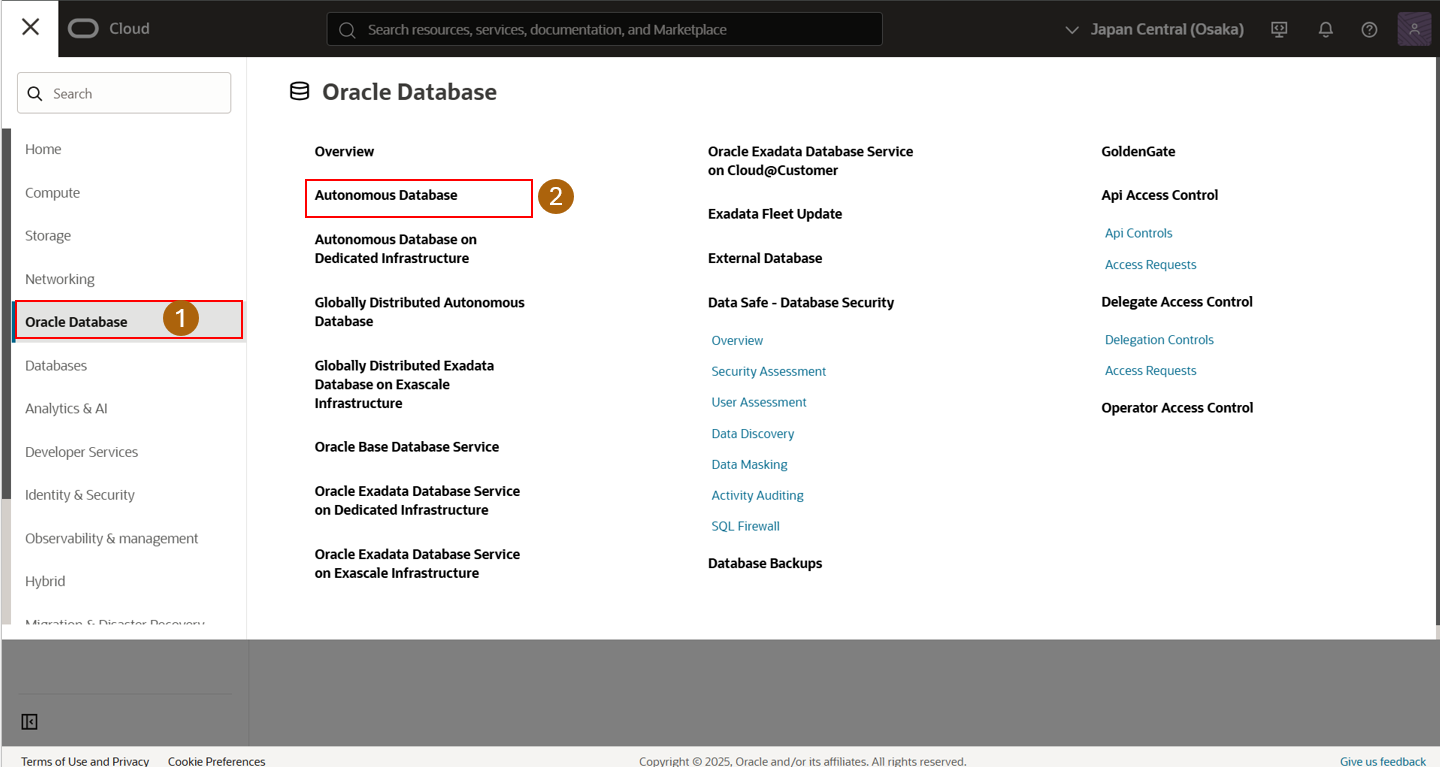 Cloud
Search resources, services, documentation, and Marketplace
Japan Central (Osaka)
Search
Home
Compute
Storage
Networking
Oracle Database
1
Databases
Analytics & AI
Developer Services
Identity & Security
Observability & management
Hybrid
Migration & Disaster Recovery
Oracle Database
Overview
Autonomous Database
2
Autonomous Database on
Dedicated Infrastructure
Globally Distributed Autonomous
Database
Globally Distributed Exadata
Database on Exascale
Infrastructure
Oracle Base Database Service
Oracle Exadata Database Service
on Dedicated Infrastructure
Oracle Exadata Database Service
on Exascale Infrastructure
Oracle Exadata Database Service
on Cloud@Customer
Exadata Fleet Update
External Database
Data Safe - Database Security
Overview
Security Assessment
User Assessment
Data Discovery
Data Masking
Activity Auditing
SQL Firewall
Database Backups
GoldenGate
Api Access Control
Api Controls
Access Requests
Delegate Access Control
Delegation Controls
Access Requests
Operator Access Control
Terms of Use and Privacy
Cookie Preferences
Copyright © 2025, Oracle and/or its affiliates. All rights reserved.
Give us feedback